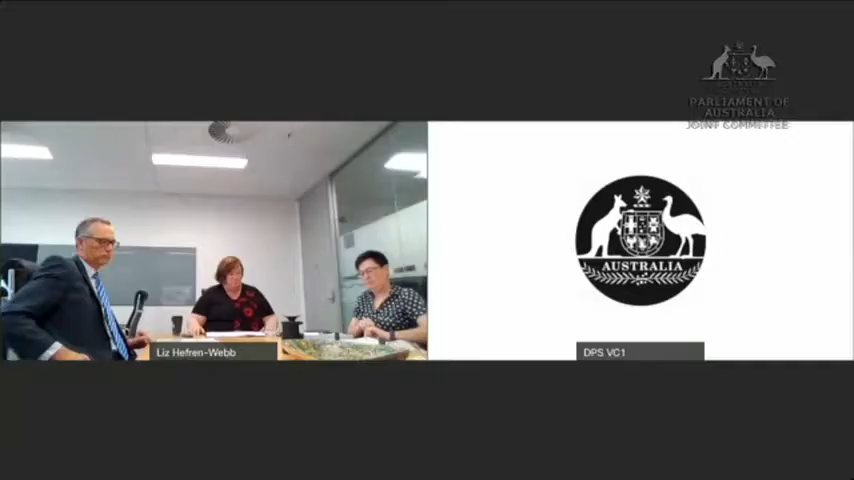 PARLIAMENT OF
AUSTRALIA
JOINT COMMITTEE
AUSTRALIA
Liz Hefren-Webb
DPS VC1